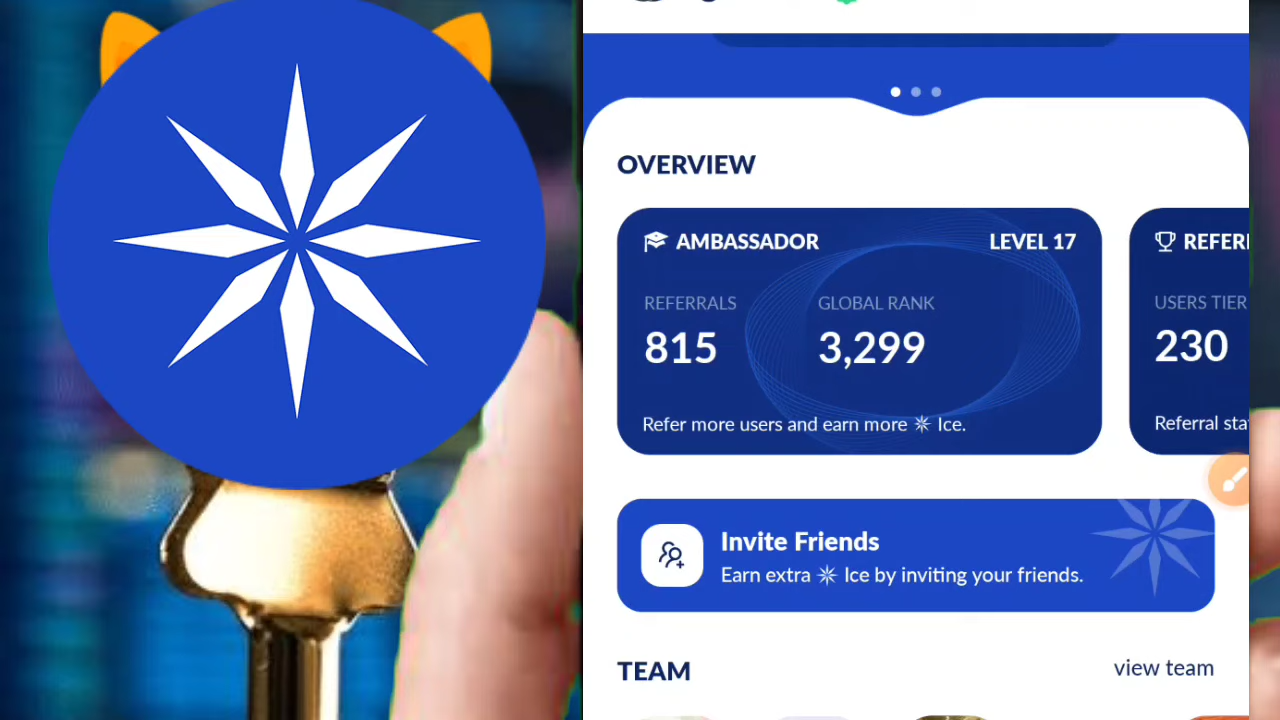 OVERVIEW
AMBASSADOR LEVEL 17
REFERRALS GLOBAL RANK
815 3,299
Refer more users and earn more Ice.
USERS TIER
230
Referral
Invite Friends
Earn extra Ice by inviting your friends.
TEAM view team